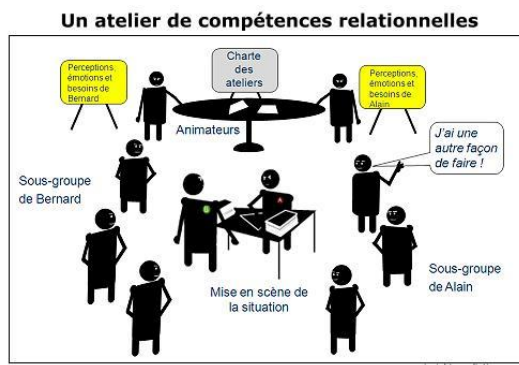 Un atelier de compétences relationnelles
Perceptions,
émotions et
besoins de
Bernard
Charte
des
ateliers
Perceptions,
émotions et
besoins de
Alain
Animateurs
J'ai une
autre façon
de faire !
Sous-groupe
de Bernard
Sous-groupe
de Alain
Mise en scène de
la situation